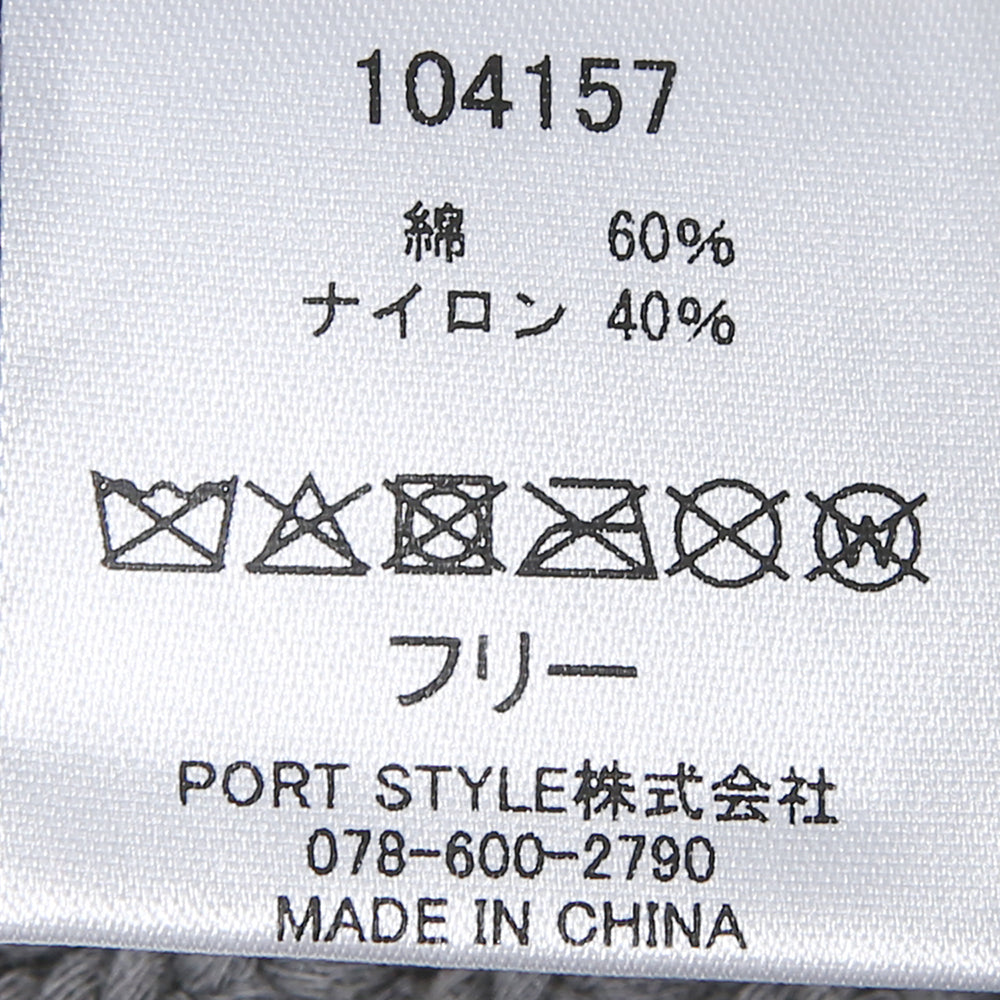 104157
綿 60%
ナイロン 40%
W
フリー
PORT STYLE株式会社
078-600-2790
MADE IN CHINA